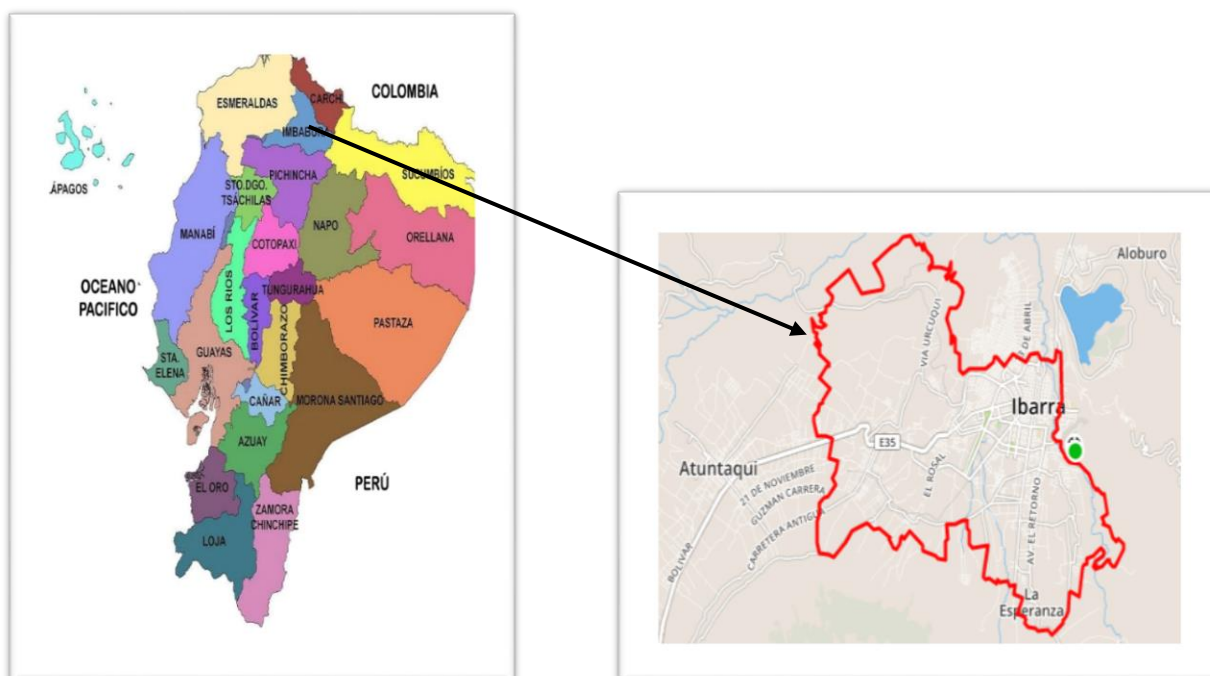 COLOMBIA
ESMERALDAS
CARCH.
IMBABURA
SUCUMBÍOS
PICHINCHA
ÁPAGOS
STO.DGO.
TSÁCHILAS
MANABÍ
NAPO
ORELLANA
COTOPAXI
OCEANO
PACIFICO
TUNGURAHUA
LOS RIOS
BOLÍVAR
PASTAZA
CHIMBORAZO
GUAYAS
STA.
ELENA
CAÑAR
MORONA SANTIAGO
AZUAY
PERÚ
EL ORO
ZAMORA
CHINCHIPE
LOJA
Aloburo
VIA URCUQUI
DE ABRIL
Ibarra
E35
Atuntaqui
EL ROSAL
21 DE NOVIEMBRE
GUZMAN CARRERA
CARRETERA ANTIGUA
BOLIVAR
AV. EL RETORNO
La
Esperanza